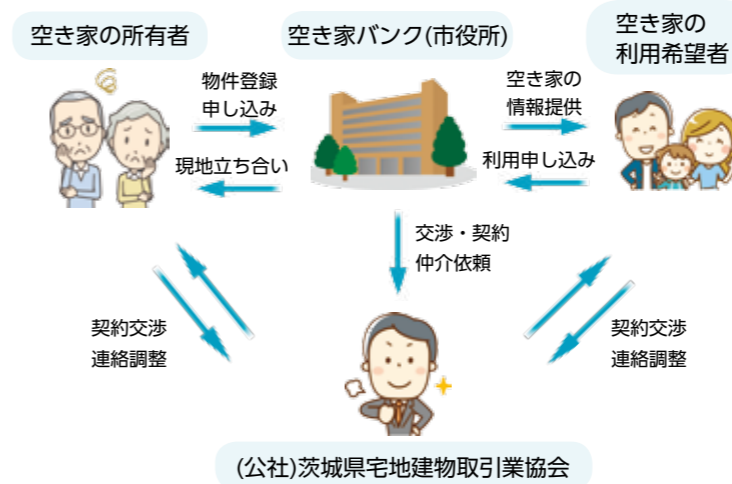 空き家の所有者
空き家バンク(市役所)
空き家の
利用希望者
物件登録
申し込み
空き家の
情報提供
現地立ち合い
利用申し込み
交渉・契約
仲介依頼
契約交渉
連絡調整
契約交渉
連絡調整
(公社)茨城県宅地建物取引業協会